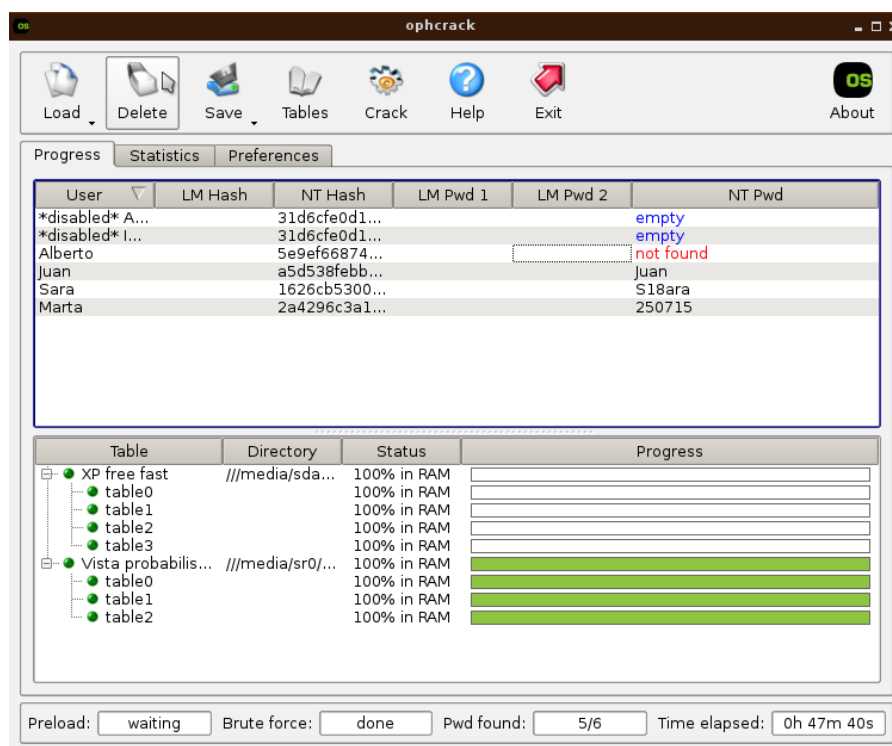 os ophcrack
os
Load Delete Save Tables Crack Help Exit About
Progress Statistics Preferences
User LM Hash NT Hash LM Pwd 1 LM Pwd 2 NT Pwd
*disabled* A... 31d6cfe0d1... empty
*disabled* I... 31d6cfe0d1... empty
Alberto 5e9ef66874... not found
Juan a5d538febb... Juan
Sara 1626cb5300... S18ara
Marta 2a4296c3a1... 250715
Table Directory Status Progress
XP free fast ///media/sda... 100% in RAM
table0 100% in RAM
table1 100% in RAM
table2 100% in RAM
table3 100% in RAM
Vista probabilis... ///media/sr0/... 100% in RAM
table0 100% in RAM
table1 100% in RAM
table2 100% in RAM
Preload: waiting Brute force: done Pwd found: 5/6 Time elapsed: 0h 47m 40s